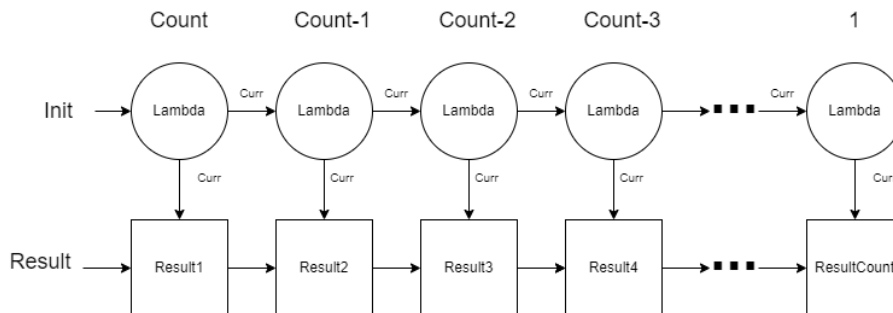 Count Count-1 Count-2 Count-3 1
Curr Curr Curr Curr Curr
Init Lambda Lambda Lambda Lambda Lambda
Curr Curr Curr Curr Curr
Result Result1 Result2 Result3 Result4 ResultCount